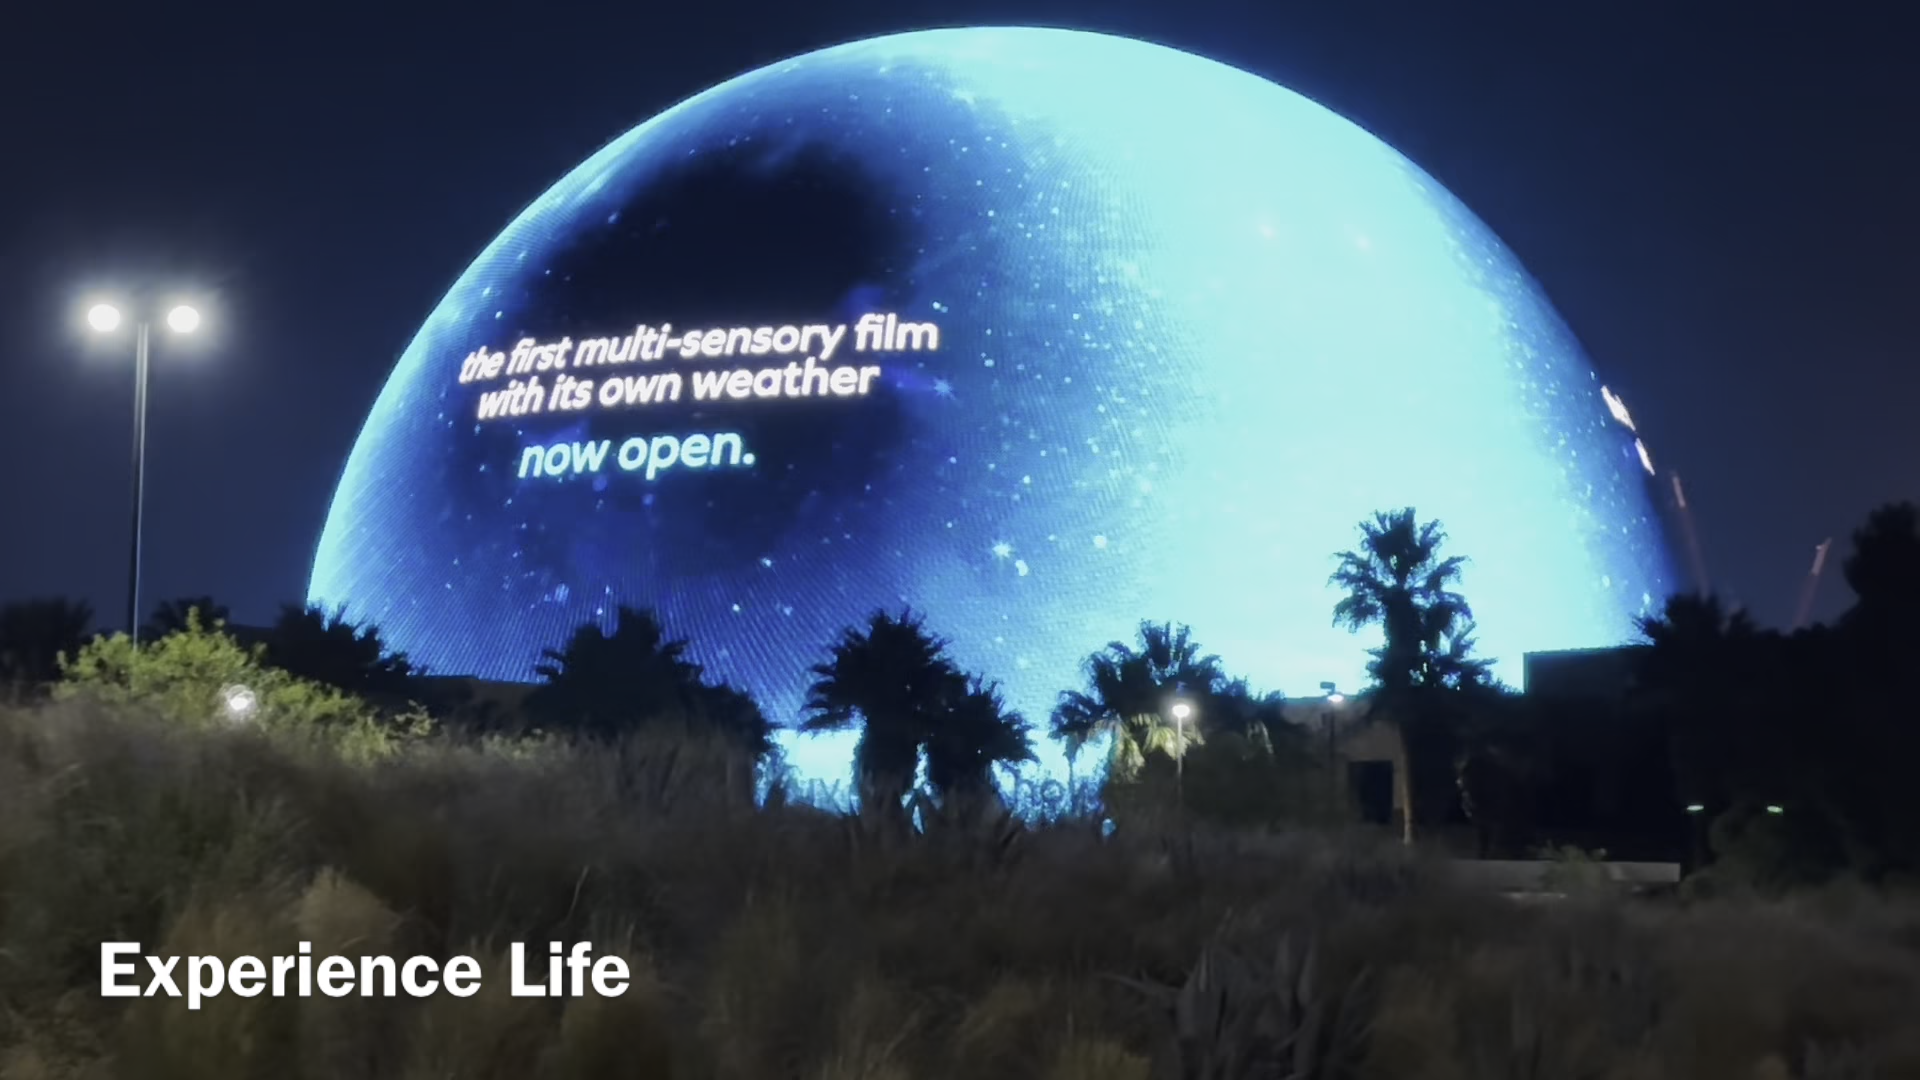 the first multi-sensory film
with its own weather
now open.
Experience Life